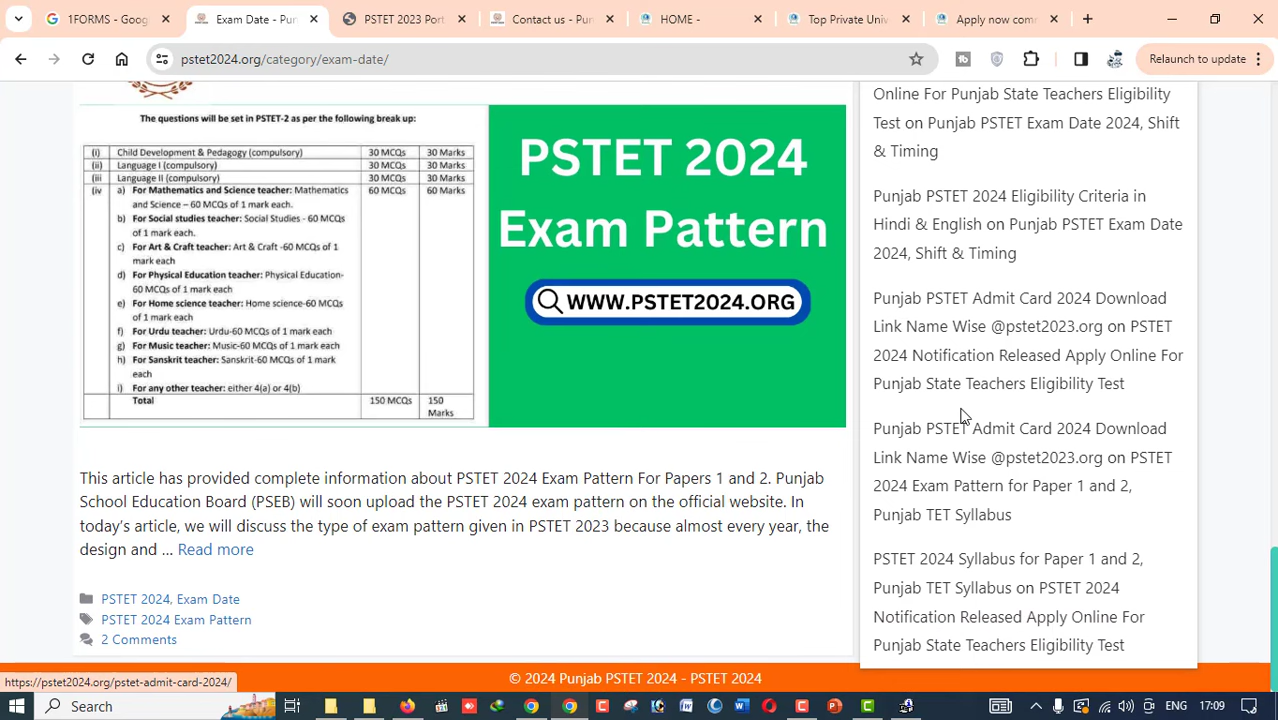 1FORMS - Goog
Exam Date - Pun
PSTET 2023 Port
Contact us - Pun
HOME -
Top Private Univ
Apply now com
pstet2024.org/category/exam-date/
Relaunch to update
The questions will be set in PSTET-2 as per the following break up:
(i) Child Development & Pedagogy (compulsory) 30 MCQs 30 Marks
(ii) Language I (compulsory) 30 MCQs 30 Marks
(iii Language II (compulsory) 30 MCQs 30 Marks
(iv a) For Mathematics and Science teacher: Mathematics 60 MCQs 60 Marks
and Science – 60 MCQs of 1 mark each.
b) For Social studies teacher: Social Studies - 60 MCQs
of 1 mark each.
c) For Art & Craft teacher: Art & Craft -60 MCQs of 1
mark each
d) For Physical Education teacher: Physical Education-
60 MCQs of 1 mark each
e) For Home science teacher: Home science-60 MCQs
of 1 mark each
f) For Urdu teacher: Urdu-60 MCQs of 1 mark each
g) For Music teacher: Music-60 MCQs of 1 mark each
h) For Sanskrit teacher: Sanskrit-60 MCQs of 1 mark
each
i) For any other teacher: either 4(a) or 4(b)
Total 150 MCQs 150
Marks
PSTET 2024
Exam Pattern
WWW.PSTET2024.ORG
This article has provided complete information about PSTET 2024 Exam Pattern For Papers 1 and 2. Punjab
School Education Board (PSEB) will soon upload the PSTET 2024 exam pattern on the official website. In
today's article, we will discuss the type of exam pattern given in PSTET 2023 because almost every year, the
design and … Read more
PSTET 2024, Exam Date
PSTET 2024 Exam Pattern
2 Comments
Online For Punjab State Teachers Eligibility
Test on Punjab PSTET Exam Date 2024, Shift
& Timing
Punjab PSTET 2024 Eligibility Criteria in
Hindi & English on Punjab PSTET Exam Date
2024, Shift & Timing
Punjab PSTET Admit Card 2024 Download
Link Name Wise @pstet2023.org on PSTET
2024 Notification Released Apply Online For
Punjab State Teachers Eligibility Test
Punjab PSTET Admit Card 2024 Download
Link Name Wise @pstet2023.org on PSTET
2024 Exam Pattern for Paper 1 and 2,
Punjab TET Syllabus
PSTET 2024 Syllabus for Paper 1 and 2,
Punjab TET Syllabus on PSTET 2024
Notification Released Apply Online For
Punjab State Teachers Eligibility Test
© 2024 Punjab PSTET 2024 - PSTET 2024
https://pstet2024.org/pstet-admit-card-2024/
Search
ENG
17:09